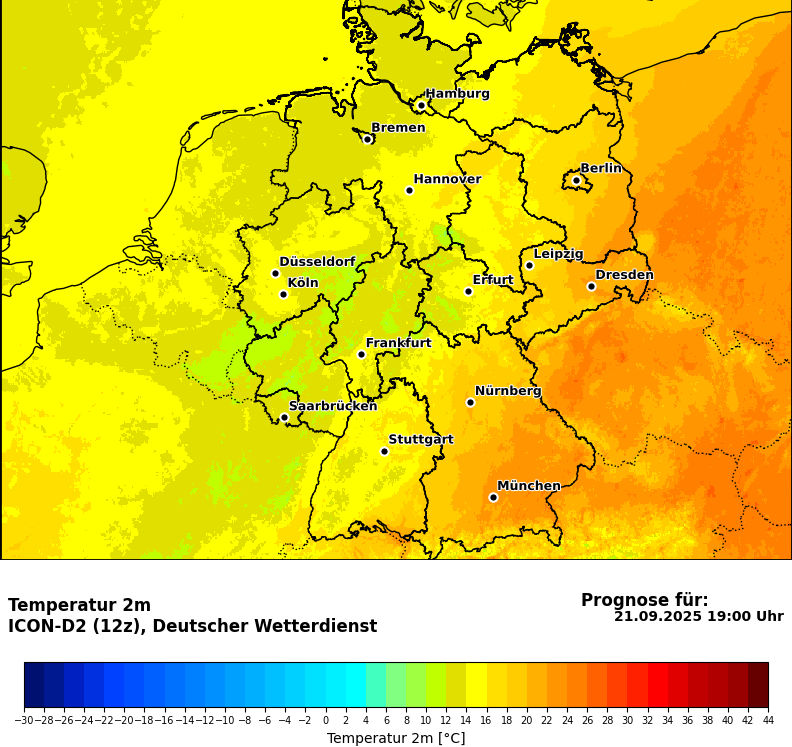 Hamburg
Bremen
Berlin
Hannover
Leipzig
Düsseldorf
Dresden
Köln
Erfurt
Frankfurt
Nürnberg
Saarbrücken
Stuttgart
München
Temperatur 2m
ICON-D2 (12z), Deutscher Wetterdienst
Prognose für:
21.09.2025 19:00 Uhr
−30 −28 −26 −24 −22 −20 −18 −16 −14 −12 −10 −8 −6 −4 −2 0 2 4 6 8 10 12 14 16 18 20 22 24 26 28 30 32 34 36 38 40 42 44
Temperatur 2m [°C]